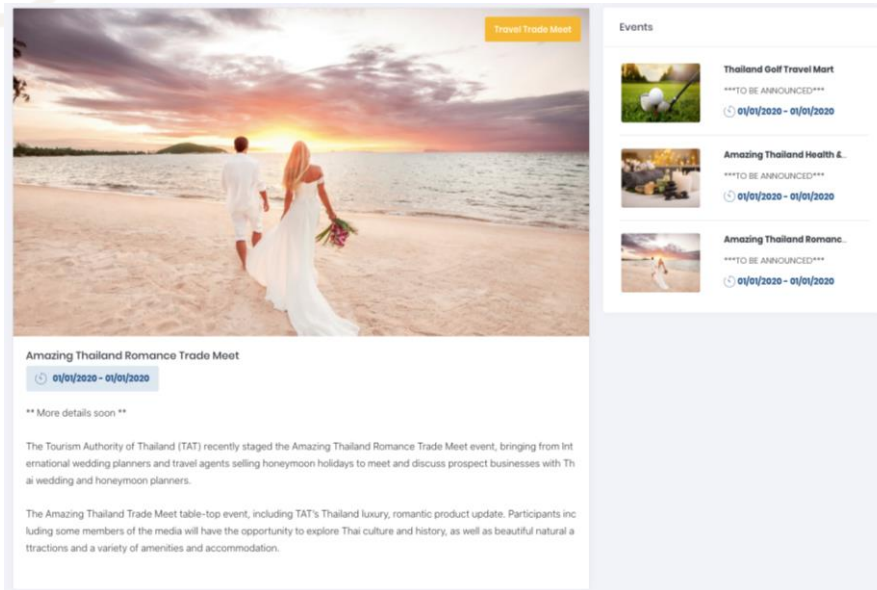 Travel Trade Meet
Amazing Thailand Romance Trade Meet
01/01/2020 - 01/01/2020
** More details soon **
The Tourism Authority of Thailand (TAT) recently staged the Amazing Thailand Romance Trade Meet event, bringing from Int
ernational wedding planners and travel agents selling honeymoon holidays to meet and discuss prospect businesses with Th
ai wedding and honeymoon planners.
The Amazing Thailand Trade Meet table-top event, including TAT's Thailand luxury, romantic product update. Participants inc
luding some members of the media will have the opportunity to explore Thai culture and history, as well as beautiful natural a
ttractions and a variety of amenities and accommodation.
Events
Thailand Golf Travel Mart
***TO BE ANNOUNCED***
01/01/2020 - 01/01/2020
Amazing Thailand Health &...
***TO BE ANNOUNCED***
01/01/2020 - 01/01/2020
Amazing Thailand Romanc...
***TO BE ANNOUNCED***
01/01/2020 - 01/01/2020